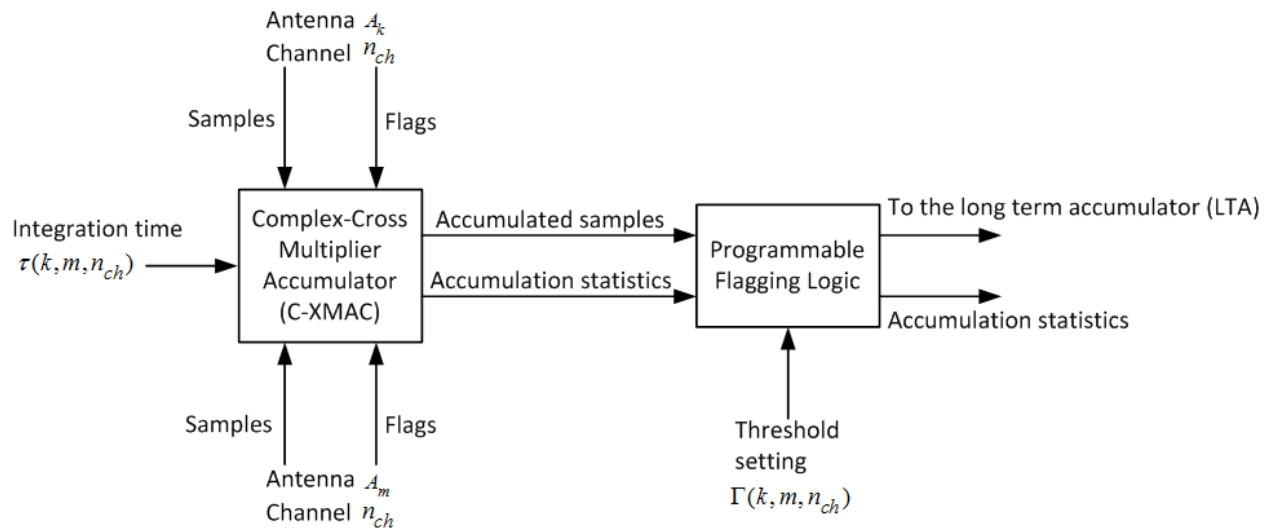 Antenna A_k
Channel n_ch
Samples
Flags
Integration time
τ(k, m, n_ch)
Complex-Cross
Multiplier
Accumulator
(C-XMAC)
Accumulated samples
Accumulation statistics
Programmable
Flagging Logic
To the long term accumulator (LTA)
Accumulation statistics
Samples
Flags
Antenna A_m
Channel n_ch
Threshold
setting
Γ(k, m, n_ch)